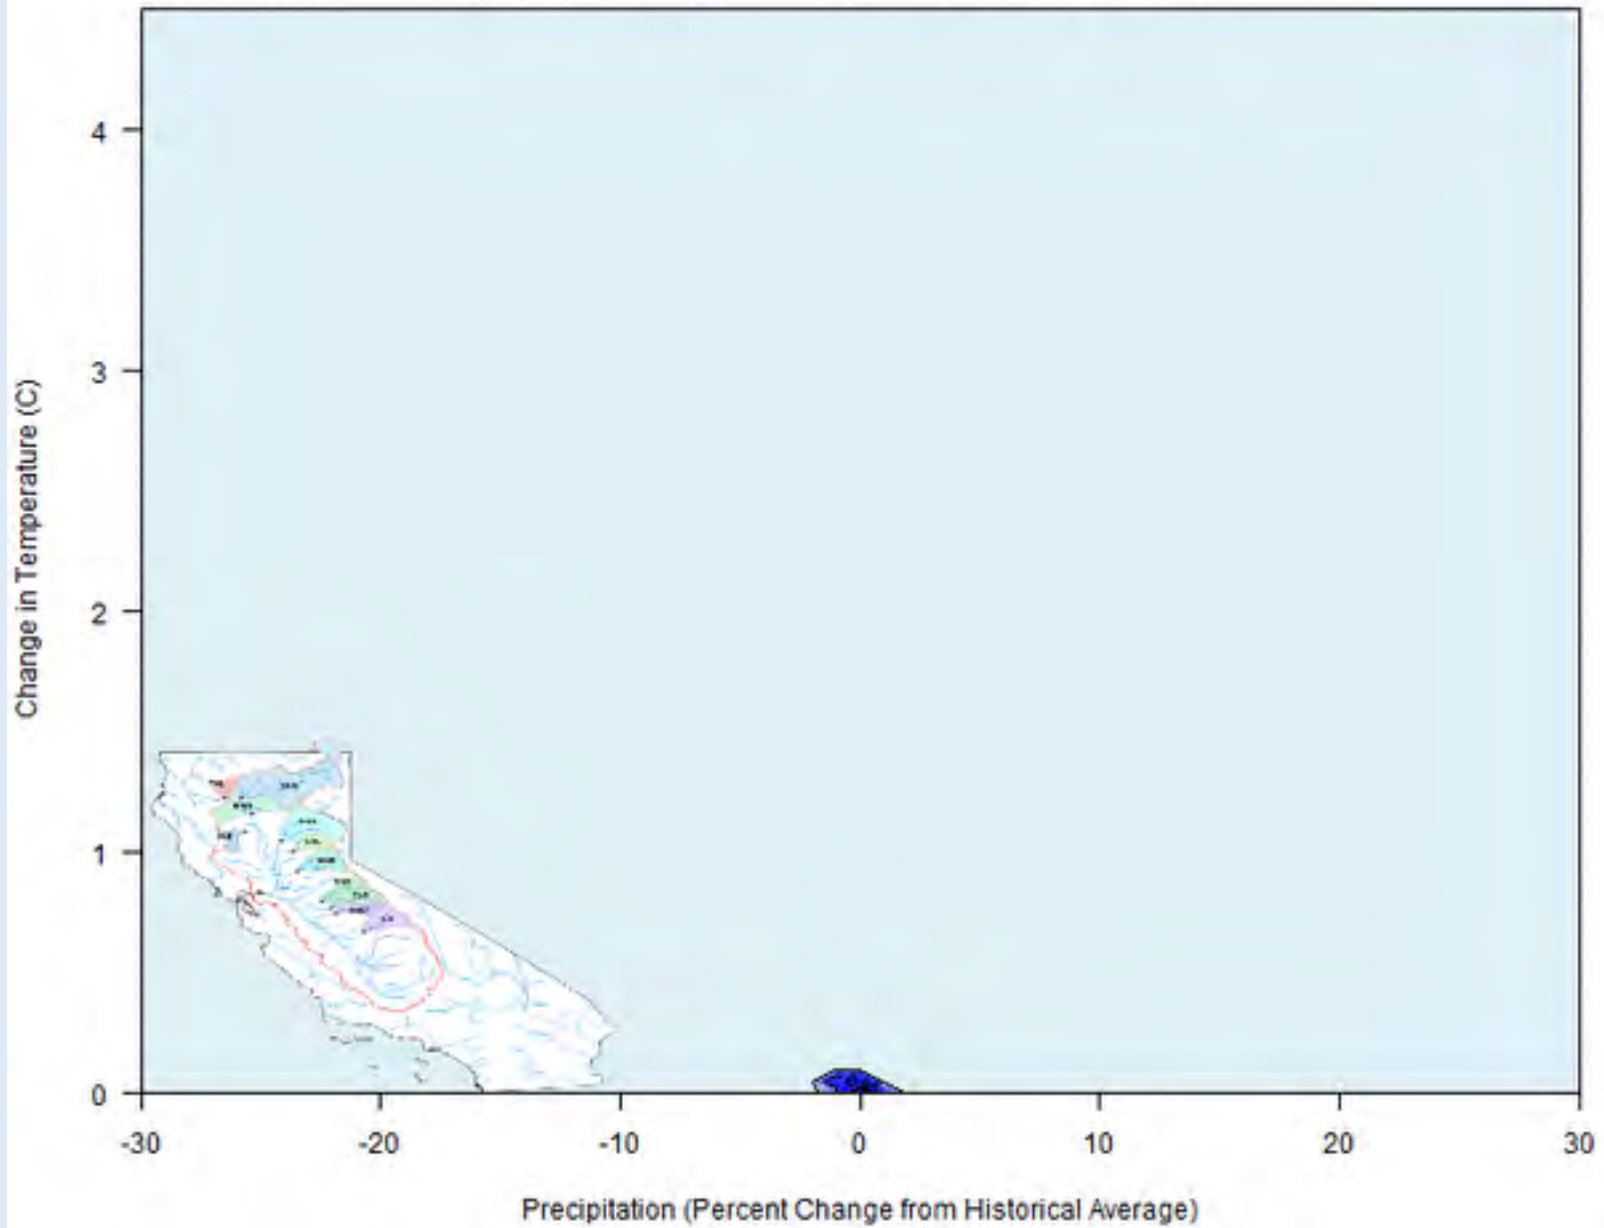 4
3
2
1
0
Change in Temperature (C)
-30 -20 -10 0 10 20 30
Precipitation (Percent Change from Historical Average)